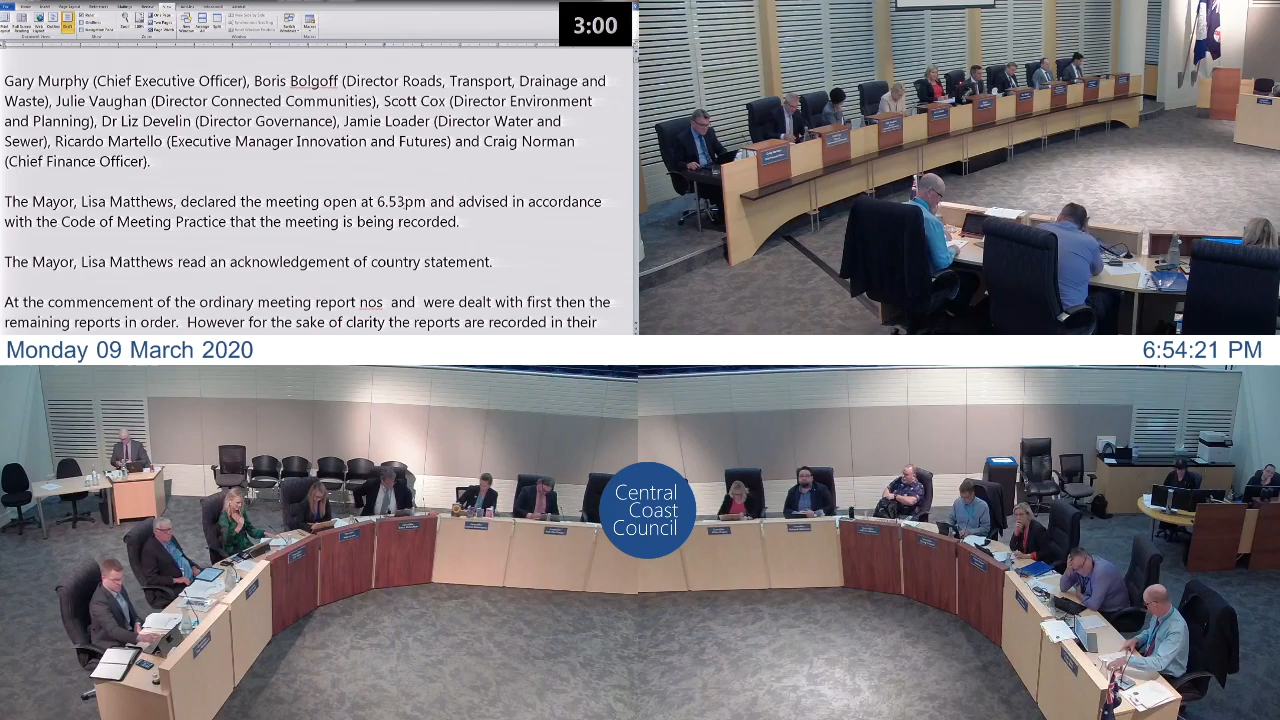 3:00
Gary Murphy (Chief Executive Officer), Boris Bolgoff (Director Roads, Transport, Drainage and
Waste), Julie Vaughan (Director Connected Communities), Scott Cox (Director Environment
and Planning), Dr Liz Develin (Director Governance), Jamie Loader (Director Water and
Sewer), Ricardo Martello (Executive Manager Innovation and Futures) and Craig Norman
(Chief Finance Officer).
The Mayor, Lisa Matthews, declared the meeting open at 6.53pm and advised in accordance
with the Code of Meeting Practice that the meeting is being recorded.
The Mayor, Lisa Matthews read an acknowledgement of country statement.
At the commencement of the ordinary meeting report nos  and  were dealt with first then the
remaining reports in order.  However for the sake of clarity the reports are recorded in their
Monday 09 March 2020
6:54:21 PM
Central
Coast
Council